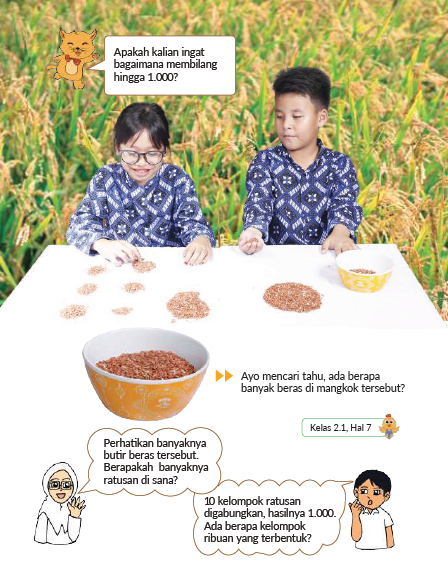 Apakah kalian ingat
bagaimana membilang
hingga 1.000?
Ayo mencari tahu, ada berapa
banyak beras di mangkok tersebut?
Kelas 2.1, Hal 7
Perhatikan banyaknya
butir beras tersebut.
Berapakah banyaknya
ratusan di sana?
10 kelompok ratusan
digabungkan, hasilnya 1.000.
Ada berapa kelompok
ribuan yang terbentuk?